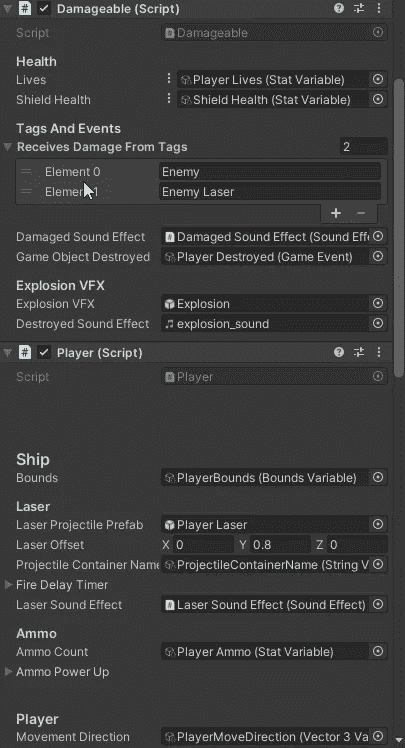 Damageable (Script)
Script Damageable
Health
Lives Player Lives (Stat Variable)
Shield Health Shield Health (Stat Variable)
Tags And Events
Receives Damage From Tags 2
Element 0 Enemy
Element 1 Enemy Laser
+ −
Damaged Sound Effect Damaged Sound Effect (Sound Eff
Game Object Destroyed Player Destroyed (Game Event)
Explosion VFX
Explosion VFX Explosion
Destroyed Sound Effect explosion_sound
Player (Script)
Script Player
Ship
Bounds PlayerBounds (Bounds Variable)
Laser
Laser Projectile Prefab Player Laser
Laser Offset X 0 Y 0.8 Z 0
Projectile Container Name ProjectileContainerName (String V
Fire Delay Timer
Laser Sound Effect Laser Sound Effect (Sound Effect)
Ammo
Ammo Count Player Ammo (Stat Variable)
Ammo Power Up
Player
Movement Direction PlayerMoveDirection (Vector 3 Va